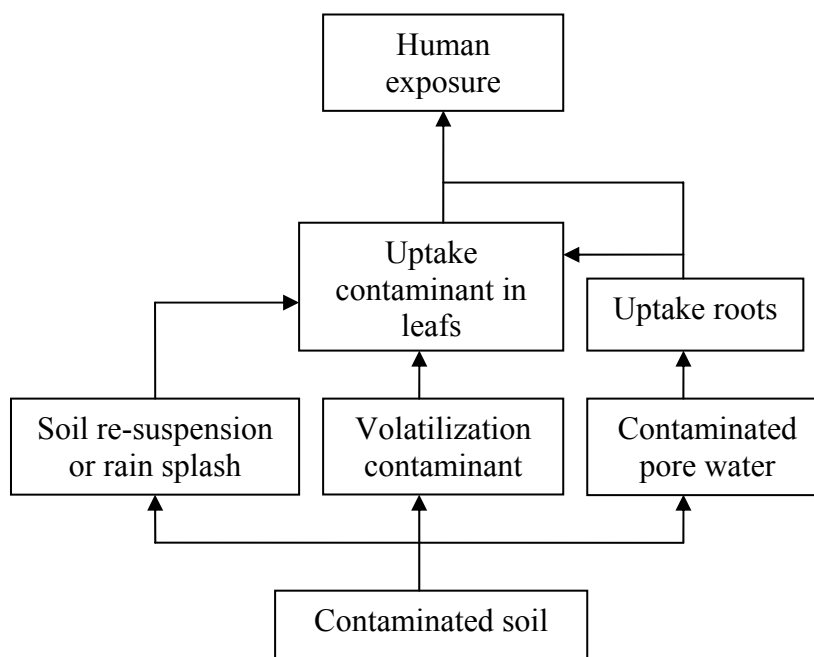 Human
exposure
Uptake
contaminant in
leafs
Uptake roots
Soil re-suspension
or rain splash
Volatilization
contaminant
Contaminated
pore water
Contaminated soil